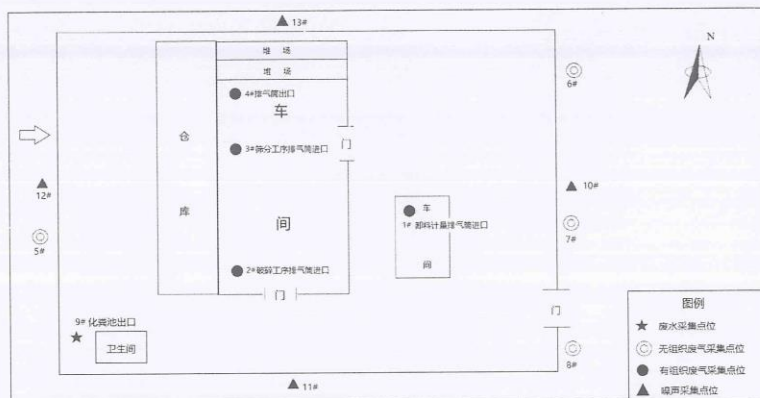 13#
N
堆 场
堆 场
6#
4#排气筒出口
车
仓
门
3#筛分工序排气筒进口
12#
10#
库
车
1# 卸料计量排气筒进口
间
5#
7#
间
2#破碎工序排气筒进口
门
门
图例
9# 化粪池出口
废水采集点位
卫生间
无组织废气采集点位
8#
有组织废气采集点位
11#
噪声采集点位